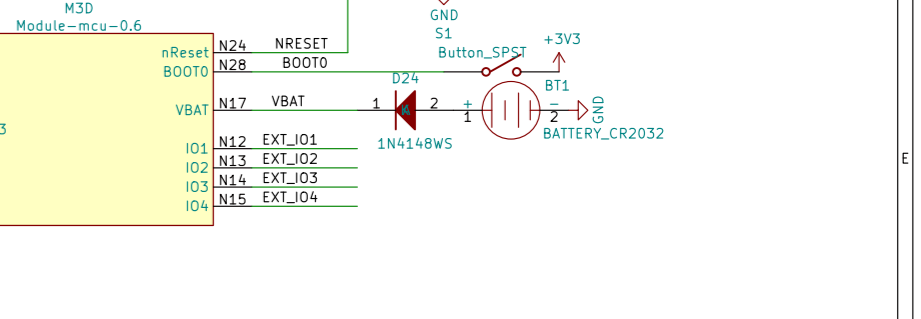 M3D
Module-mcu-0.6
GND
S1
Button_SPST
+3V3
nReset N24 NRESET
BOOT0 N28 BOOT0
D24
BT1
VBAT N17 VBAT 1 2 + 1 − 2 GND
1N4148WS
BATTERY_CR2032
3
IO1 N12 EXT_IO1
IO2 N13 EXT_IO2
IO3 N14 EXT_IO3
IO4 N15 EXT_IO4
E